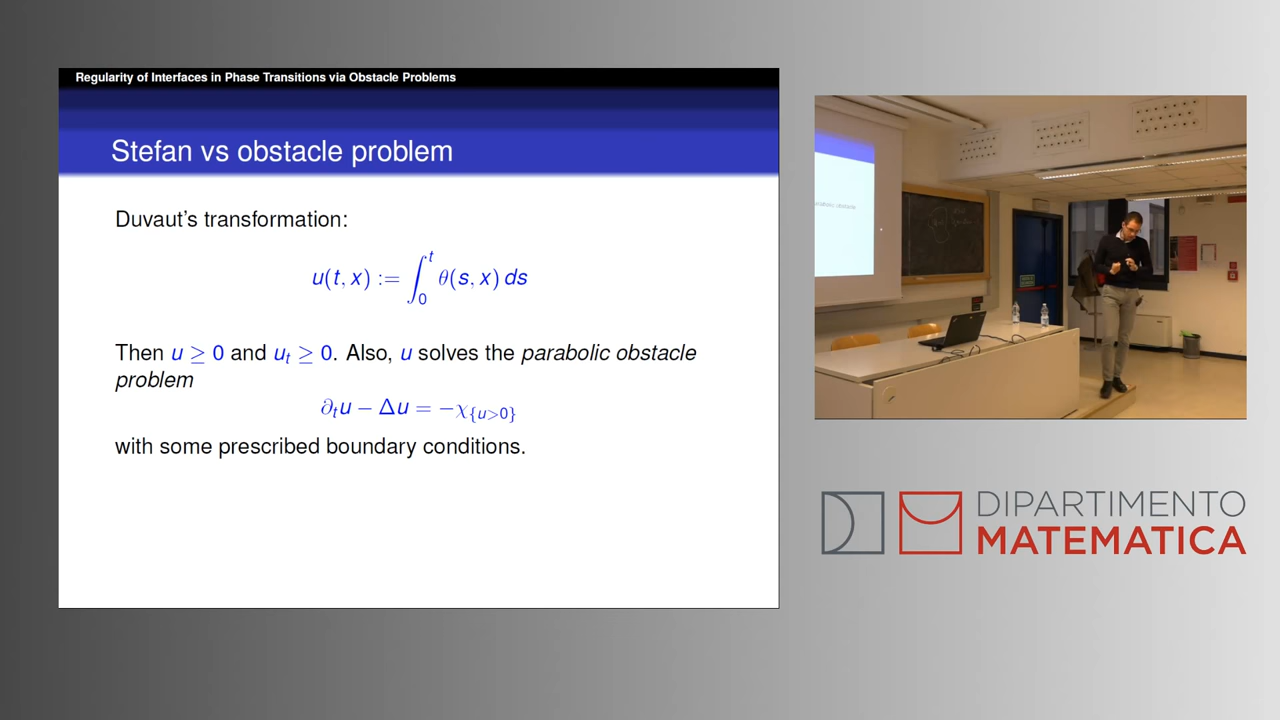 Regularity of Interfaces in Phase Transitions via Obstacle Problems
Stefan vs obstacle problem
Duvaut's transformation:
u(t, x) := ∫₀ᵗ θ(s, x) ds
Then u ≥ 0 and uₜ ≥ 0. Also, u solves the parabolic obstacle
problem
∂ₜu − Δu = −χ_{u>0}
with some prescribed boundary conditions.
DIPARTIMENTO
MATEMATICA